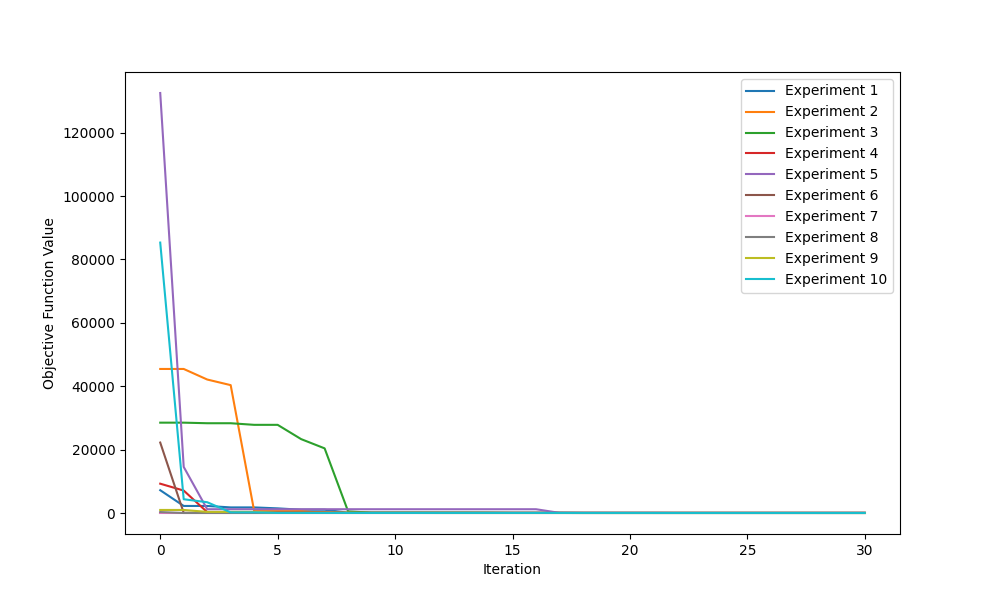 120000
100000
80000
60000
40000
20000
0
Objective Function Value
0 5 10 15 20 25 30
Iteration
Experiment 1
Experiment 2
Experiment 3
Experiment 4
Experiment 5
Experiment 6
Experiment 7
Experiment 8
Experiment 9
Experiment 10